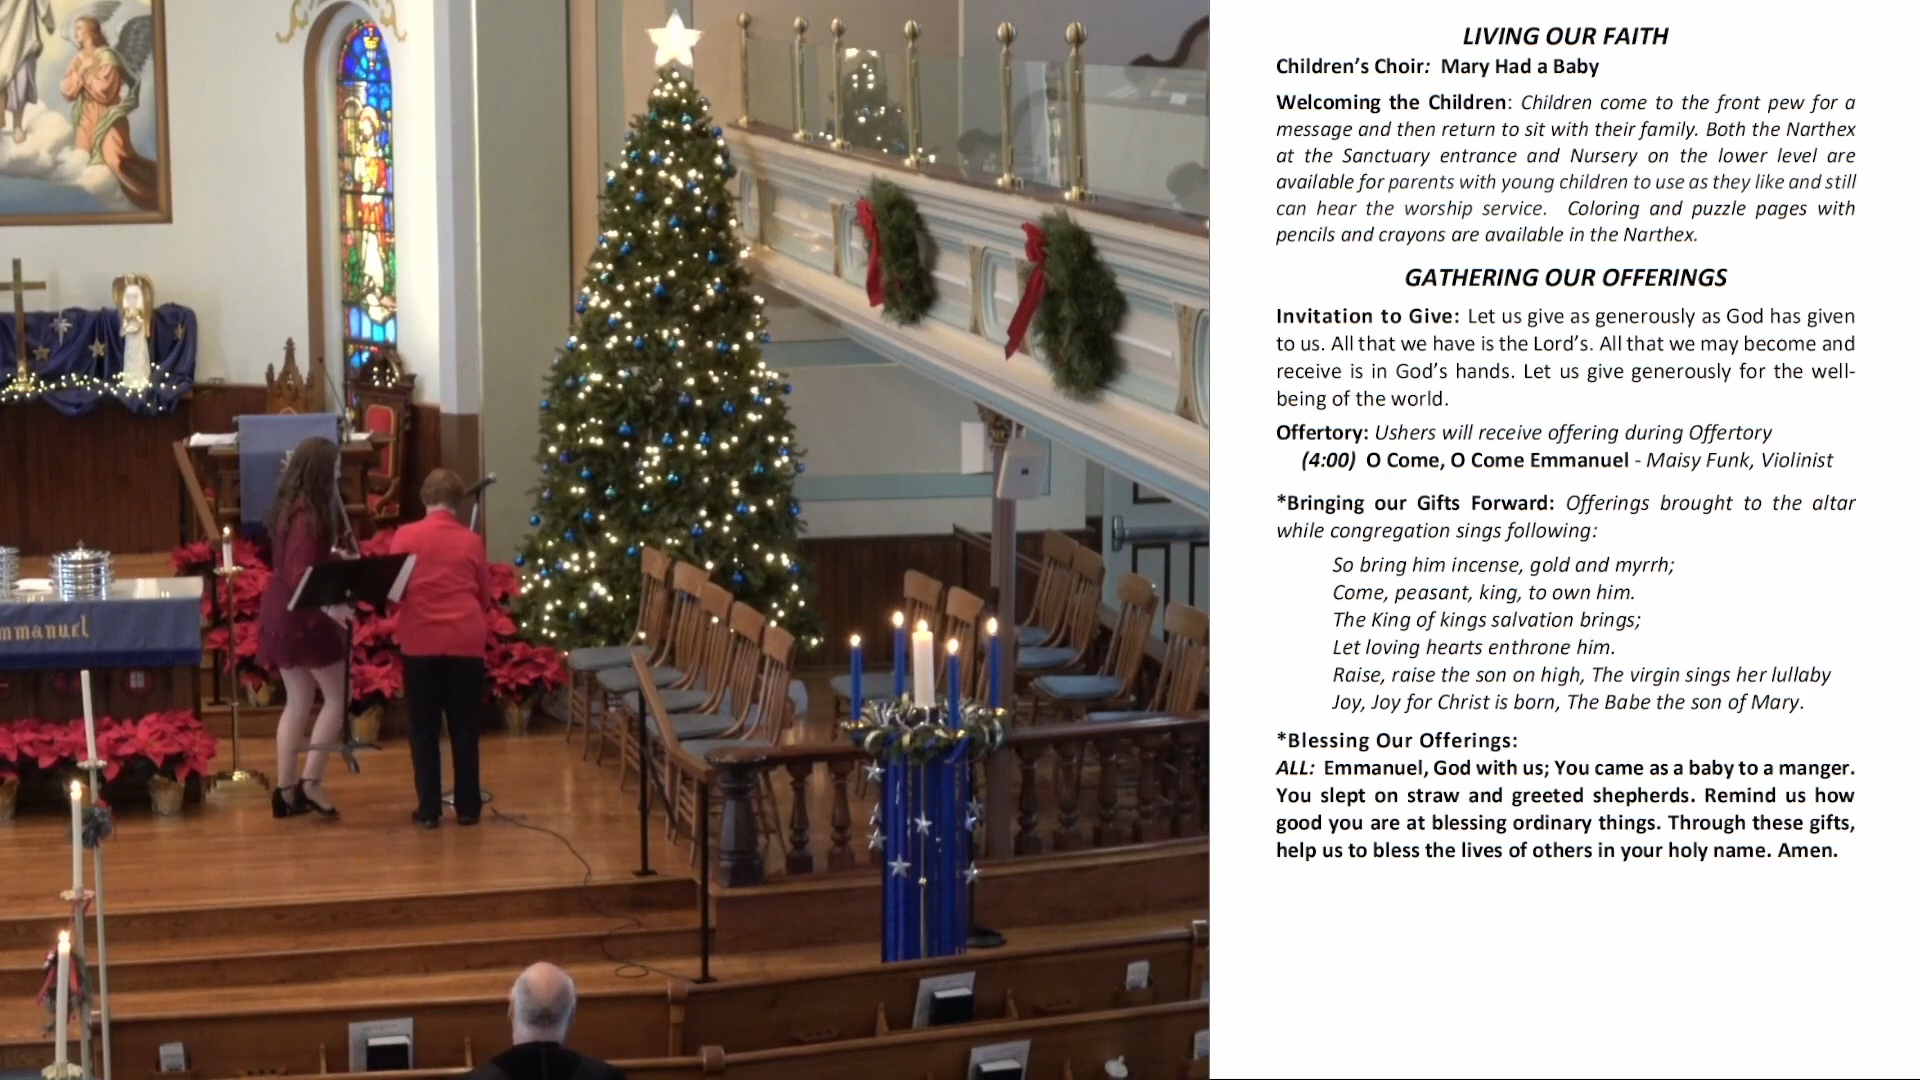 LIVING OUR FAITH
Children's Choir: Mary Had a Baby
Welcoming the Children: Children come to the front pew for a
message and then return to sit with their family. Both the Narthex
at the Sanctuary entrance and Nursery on the lower level are
available for parents with young children to use as they like and still
can hear the worship service. Coloring and puzzle pages with
pencils and crayons are available in the Narthex.
GATHERING OUR OFFERINGS
Invitation to Give: Let us give as generously as God has given
to us. All that we have is the Lord's. All that we may become and
receive is in God's hands. Let us give generously for the well-
being of the world.
Offertory: Ushers will receive offering during Offertory
(4:00) O Come, O Come Emmanuel - Maisy Funk, Violinist
*Bringing our Gifts Forward: Offerings brought to the altar
while congregation sings following:
So bring him incense, gold and myrrh;
Come, peasant, king, to own him.
The King of kings salvation brings;
Let loving hearts enthrone him.
Raise, raise the son on high, The virgin sings her lullaby
Joy, Joy for Christ is born, The Babe the son of Mary.
*Blessing Our Offerings:
ALL: Emmanuel, God with us; You came as a baby to a manger.
You slept on straw and greeted shepherds. Remind us how
good you are at blessing ordinary things. Through these gifts,
help us to bless the lives of others in your holy name. Amen.
mmanuel